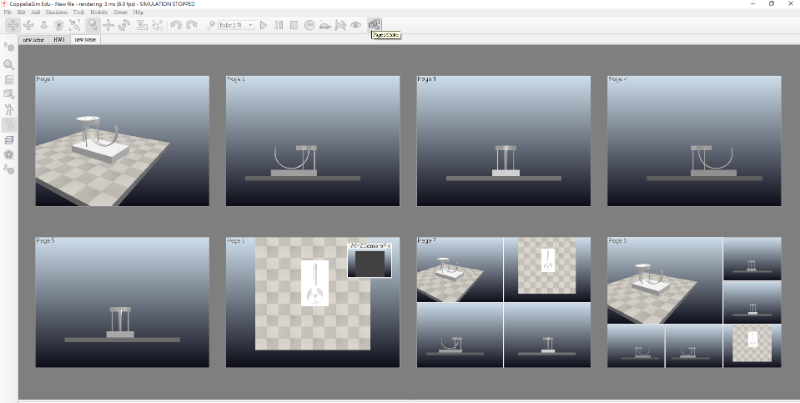 CoppeliaSim Edu - New file - rendering: 3 ms (8.0 fps) - SIMULATION STOPPED
File Edit Add Simulation Tools Modules Scenes Help
Bullet 2.78
Page selector
new scene HW1 new scene
Page 1
Page 2
Page 3
Page 4
Page 5
Page 6
Page 7
Page 8